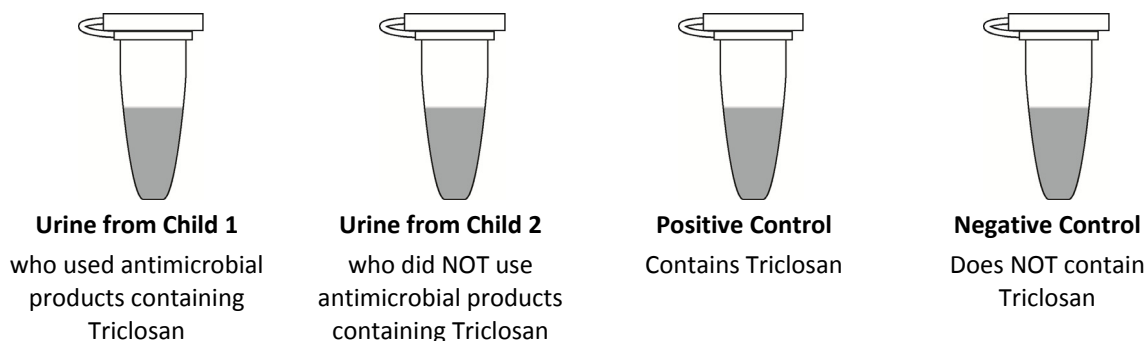 Urine from Child 1
who used antimicrobial
products containing
Triclosan
Urine from Child 2
who did NOT use
antimicrobial products
containing Triclosan
Positive Control
Contains Triclosan
Negative Control
Does NOT contain
Triclosan